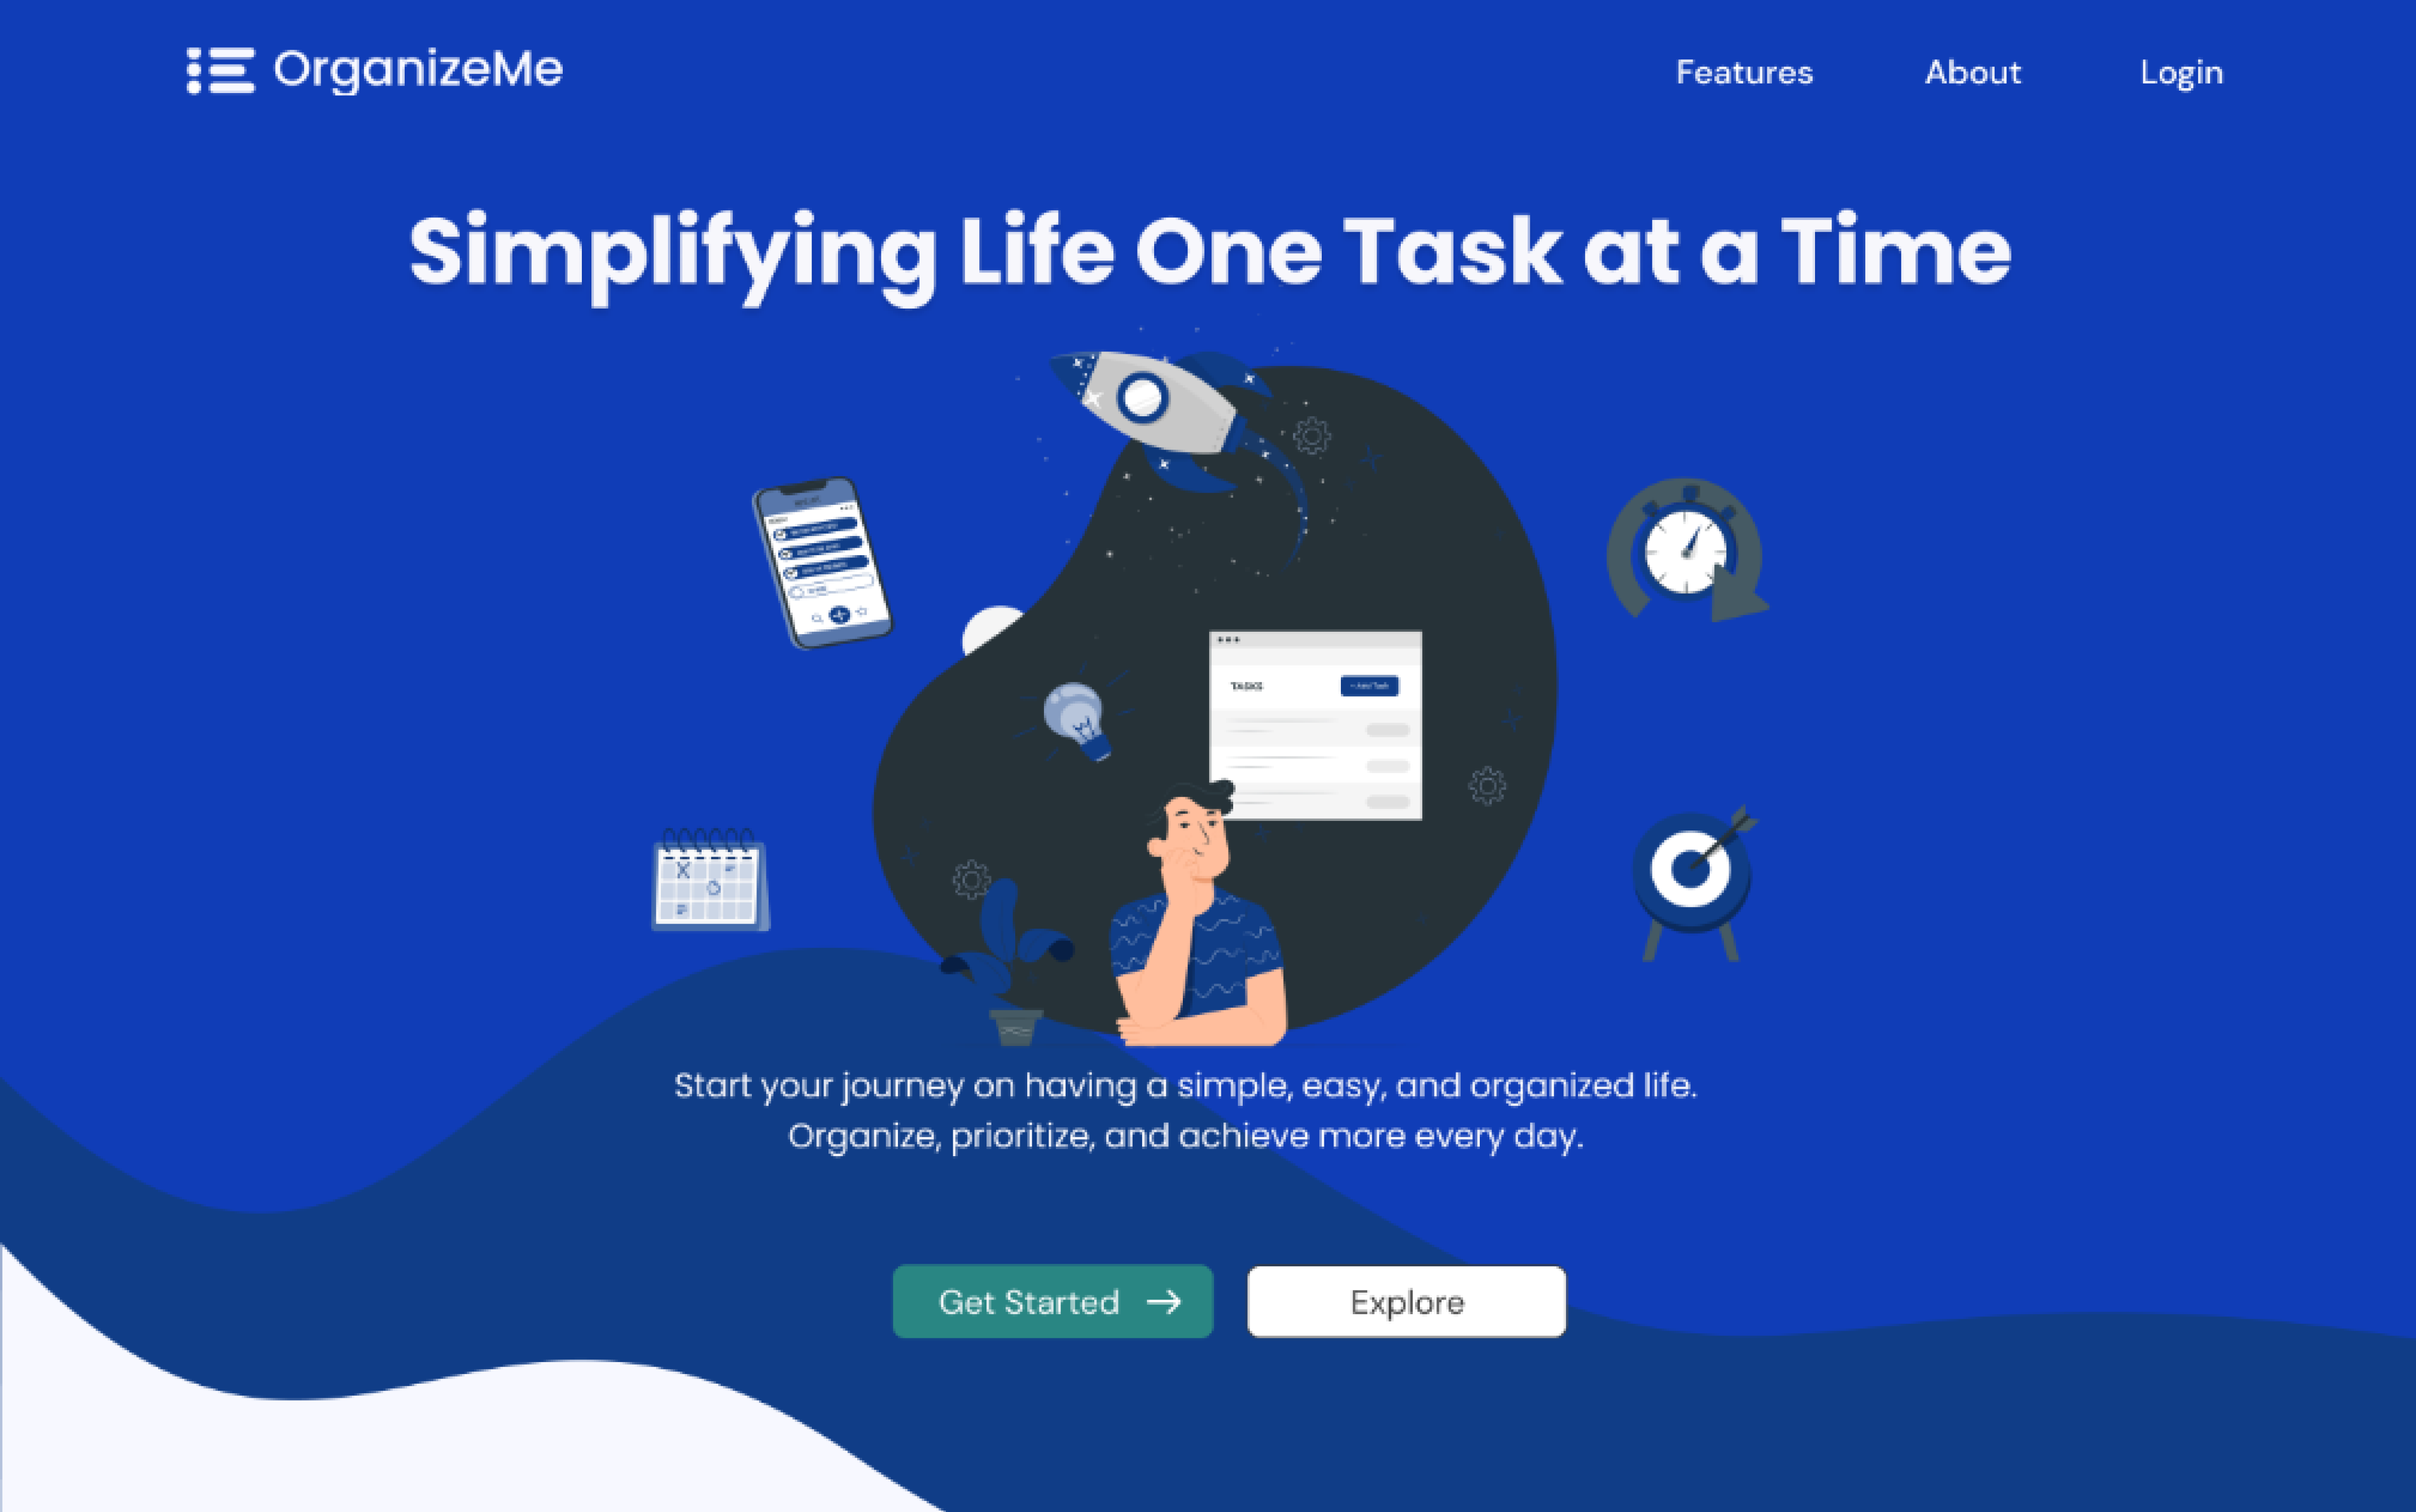 OrganizeMe
Features
About
Login
Simplifying Life One Task at a Time
TASKS
+ Add Task
Start your journey on having a simple, easy, and organized life.
Organize, prioritize, and achieve more every day.
Get Started
Explore